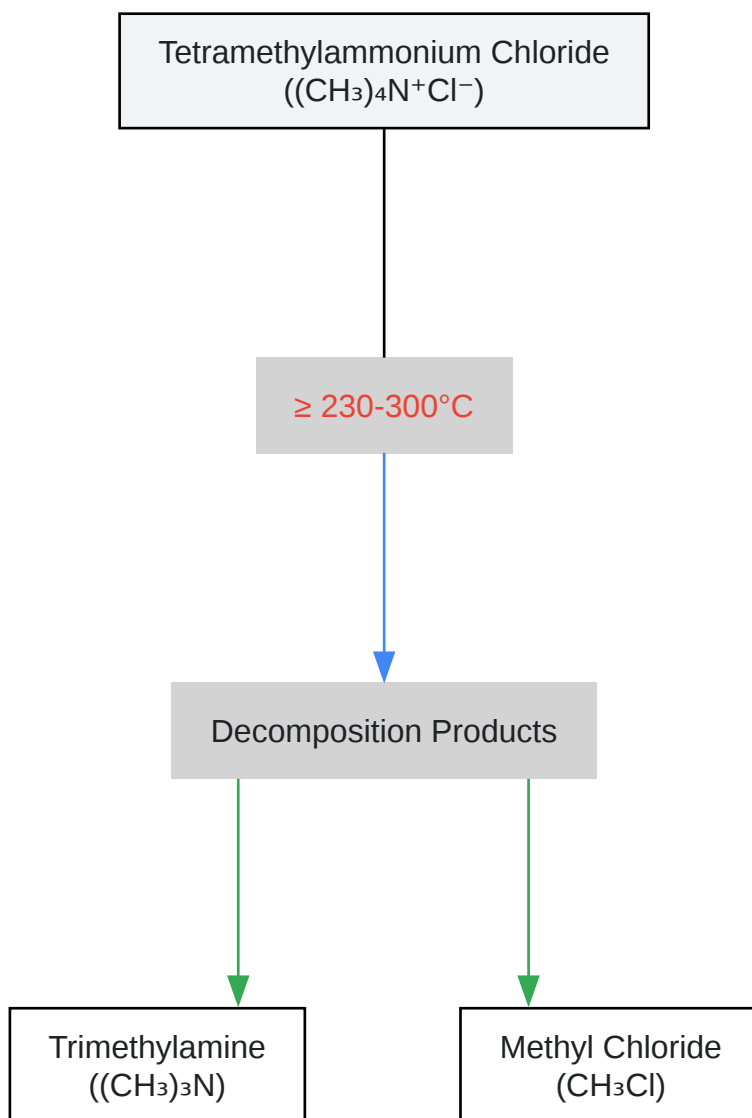 Tetramethylammonium Chloride
((CH₃)₄N⁺Cl⁻)
≥ 230-300°C
Decomposition Products
Trimethylamine
((CH₃)₃N)
Methyl Chloride
(CH₃Cl)